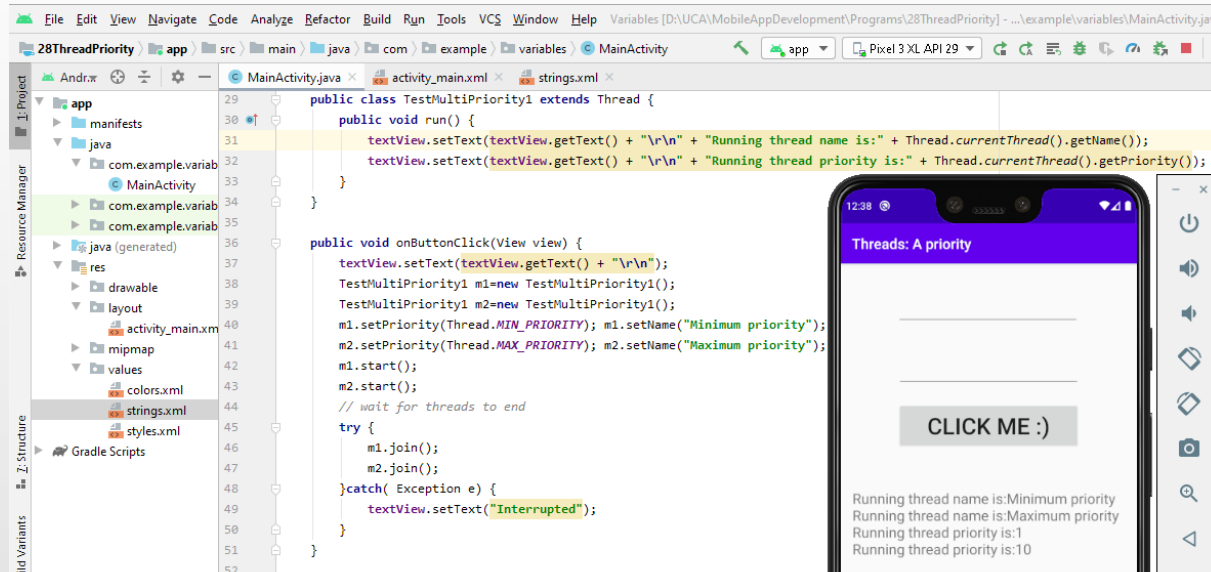 File Edit View Navigate Code Analyze Refactor Build Run Tools VCS Window Help Variables [D:\UCA\MobileAppDevelopment\Programs\28ThreadPriority] - ...\example\variables\MainActivity.ja
28ThreadPriority app src main java com example variables MainActivity app Pixel 3 XL API 29
1: Project
Resource Manager
Z: Structure
ild Variants
Andr.
app
manifests
java
com.example.variab
MainActivity
com.example.variab
com.example.variab
java (generated)
res
drawable
layout
activity_main.xm
mipmap
values
colors.xml
strings.xml
styles.xml
Gradle Scripts
MainActivity.java activity_main.xml strings.xml
29 public class TestMultiPriority1 extends Thread {
30 public void run() {
31 textView.setText(textView.getText() + "\r\n" + "Running thread name is:" + Thread.currentThread().getName());
32 textView.setText(textView.getText() + "\r\n" + "Running thread priority is:" + Thread.currentThread().getPriority());
33 }
34 }
35
36 public void onButtonClick(View view) {
37 textView.setText(textView.getText() + "\r\n");
38 TestMultiPriority1 m1=new TestMultiPriority1();
39 TestMultiPriority1 m2=new TestMultiPriority1();
40 m1.setPriority(Thread.MIN_PRIORITY); m1.setName("Minimum priority");
41 m2.setPriority(Thread.MAX_PRIORITY); m2.setName("Maximum priority");
42 m1.start();
43 m2.start();
44 // wait for threads to end
45 try {
46 m1.join();
47 m2.join();
48 }catch( Exception e) {
49 textView.setText("Interrupted");
50 }
51 }
52
12:38
Threads: A priority
CLICK ME :)
Running thread name is:Minimum priority
Running thread name is:Maximum priority
Running thread priority is:1
Running thread priority is:10